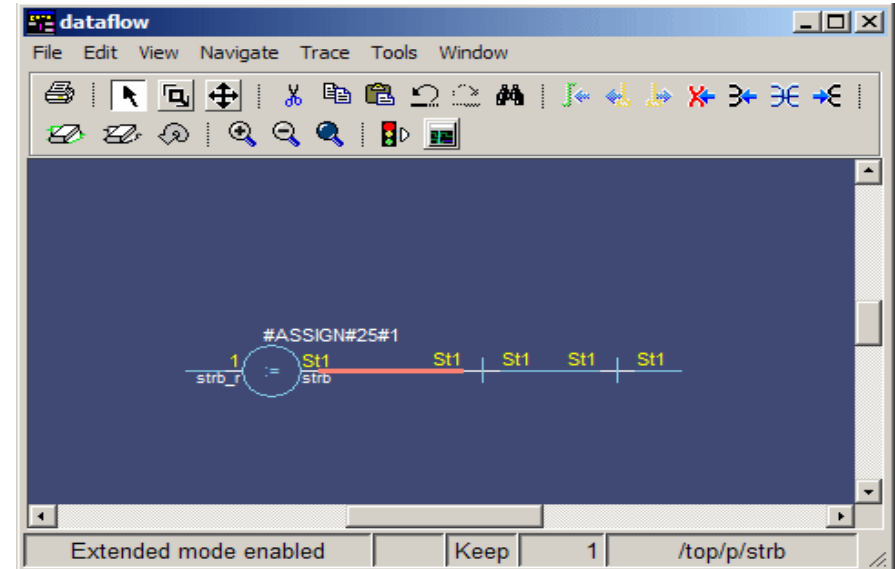 dataflow
File Edit View Navigate Trace Tools Window
#ASSIGN#25#1
1 St1 St1 St1 St1 St1
strb_r := strb
Extended mode enabled Keep 1 /top/p/strb